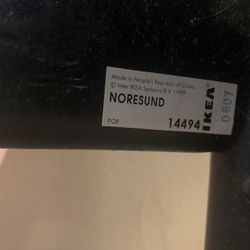 Made in People's Republic of China
© Inter IKEA Systems B.V. 1999
NORESUND
PQR 14494
IKEA
0607